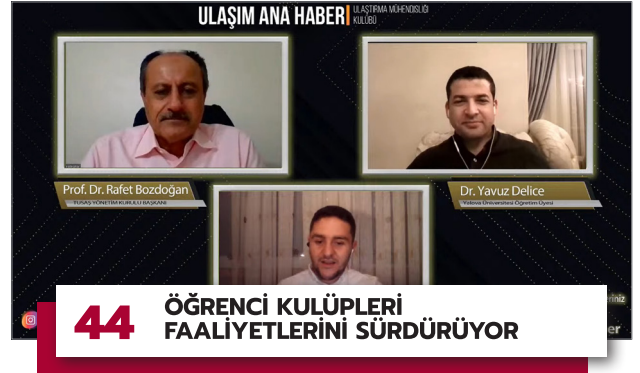 ULAŞIM ANA HABER
ULAŞTIRMA MÜHENDİSLİĞİ
KULÜBÜ
Prof. Dr. Rafet Bozdoğan
TUSAŞ YÖNETİM KURULU BAŞKANI
Dr. Yavuz Delice
Yalova Üniversitesi Öğretim Üyesi
44
ÖĞRENCİ KULÜPLERİ
FAALİYETLERİNİ SÜRDÜRÜYOR